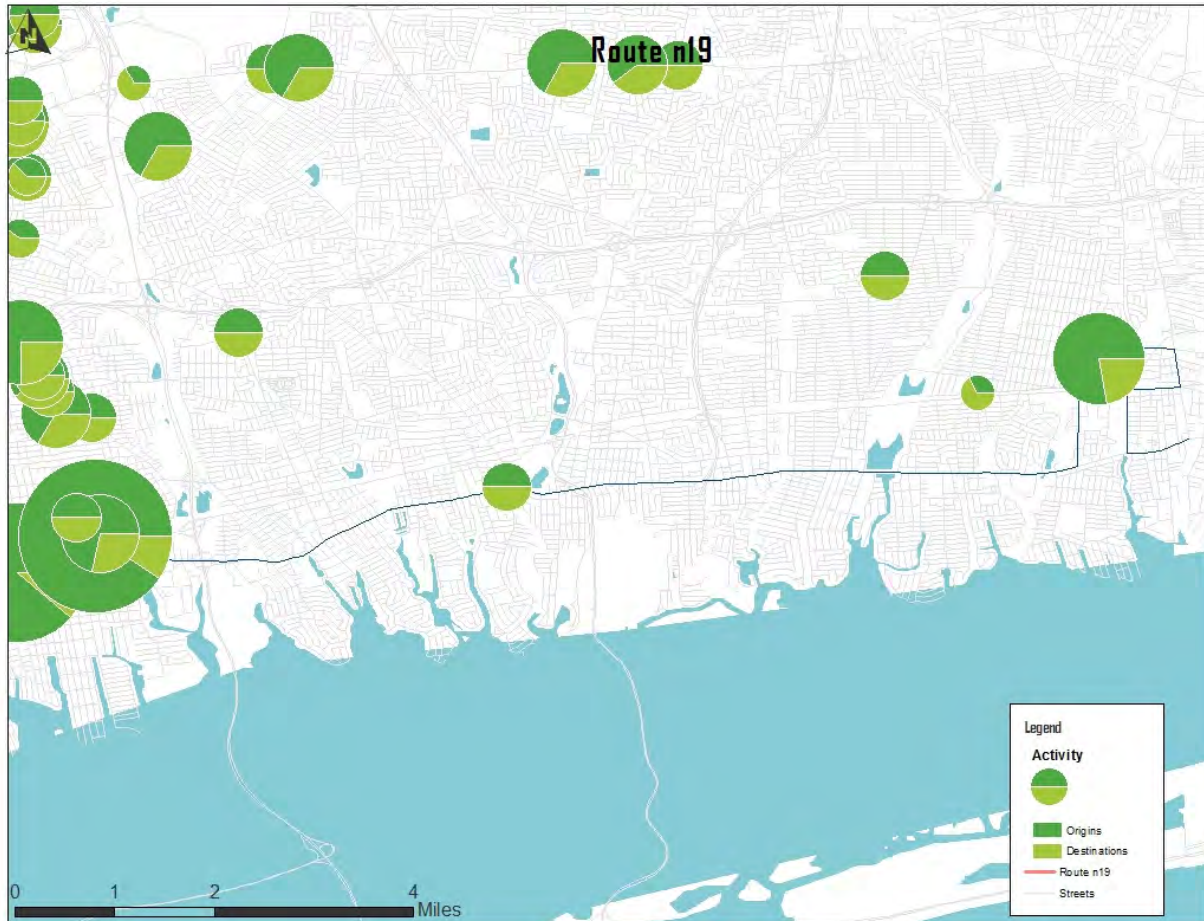 N
Route n19
Legend
Activity
Origins
Destinations
Route n19
Streets
0 1 2 4
Miles